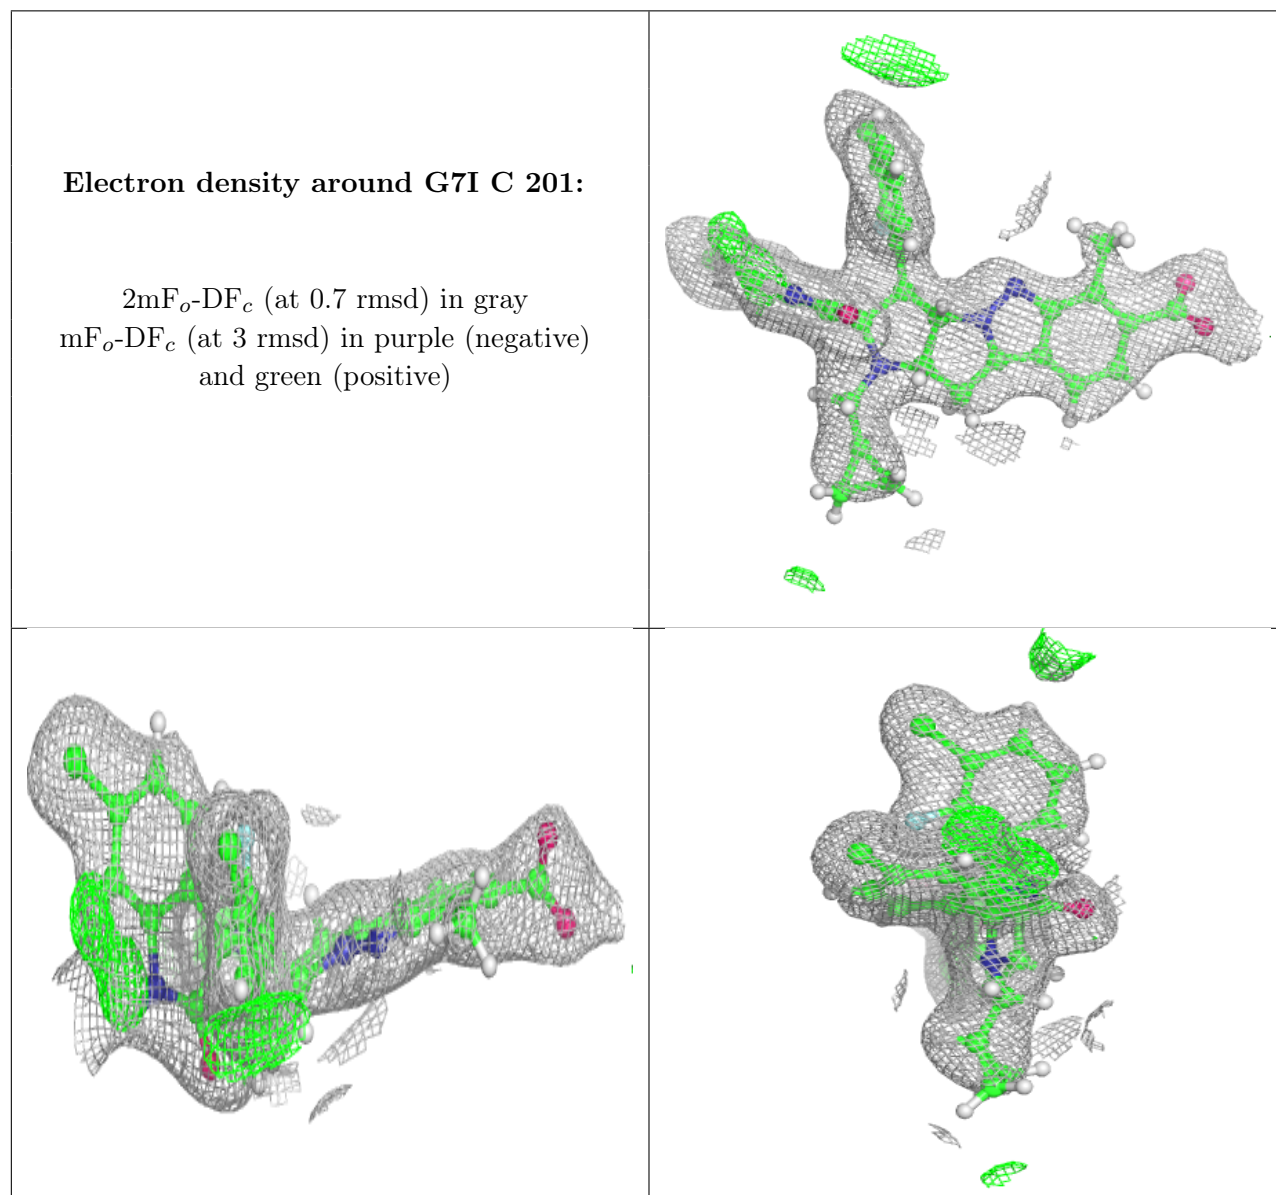 Electron density around G7I C 201:
2mFo-DFc (at 0.7 rmsd) in gray
mFo-DFc (at 3 rmsd) in purple (negative)
and green (positive)